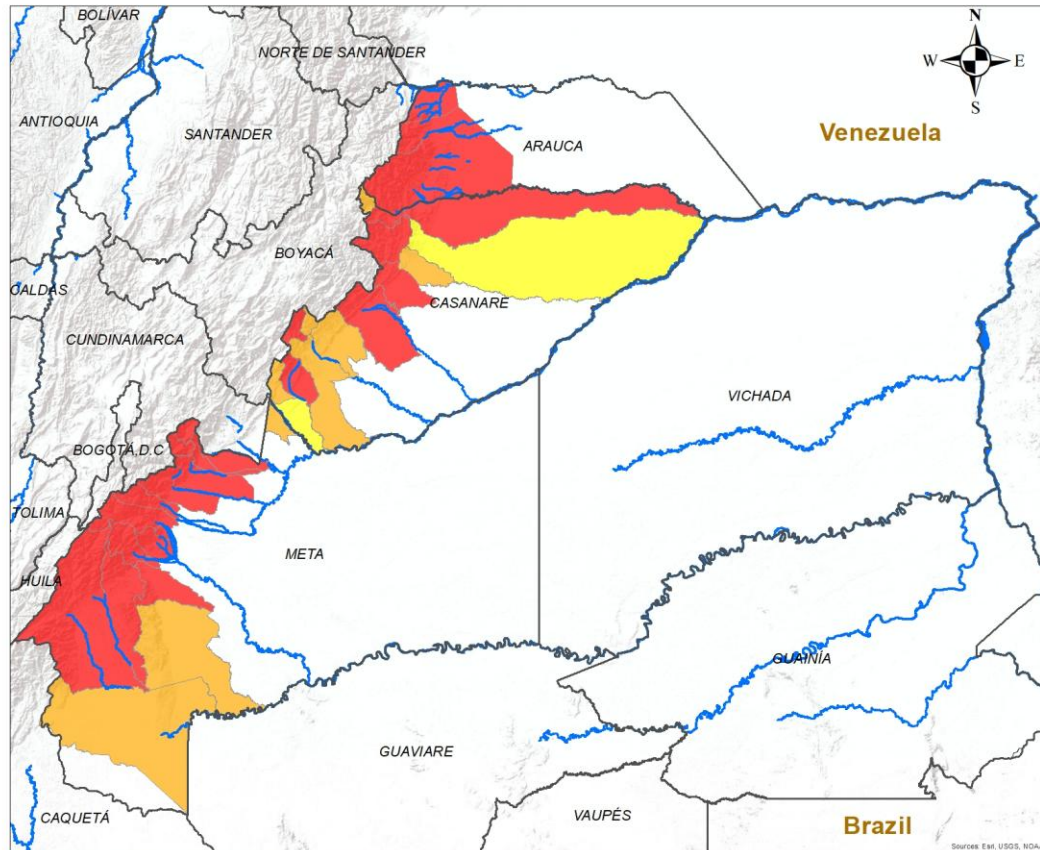 BOLÍVAR
NORTE DE SANTANDER
N
W
E
S
ANTIOQUIA
SANTANDER
ARAUCA
Venezuela
BOYACÁ
CALDAS
CASANARE
CUNDINAMARCA
VICHADA
BOGOTÁ,D.C
TOLIMA
META
HUILA
GUAINÍA
GUAVIARE
CAQUETÁ
VAUPÉS
Brazil
Sources: Esri, USGS, NOAA